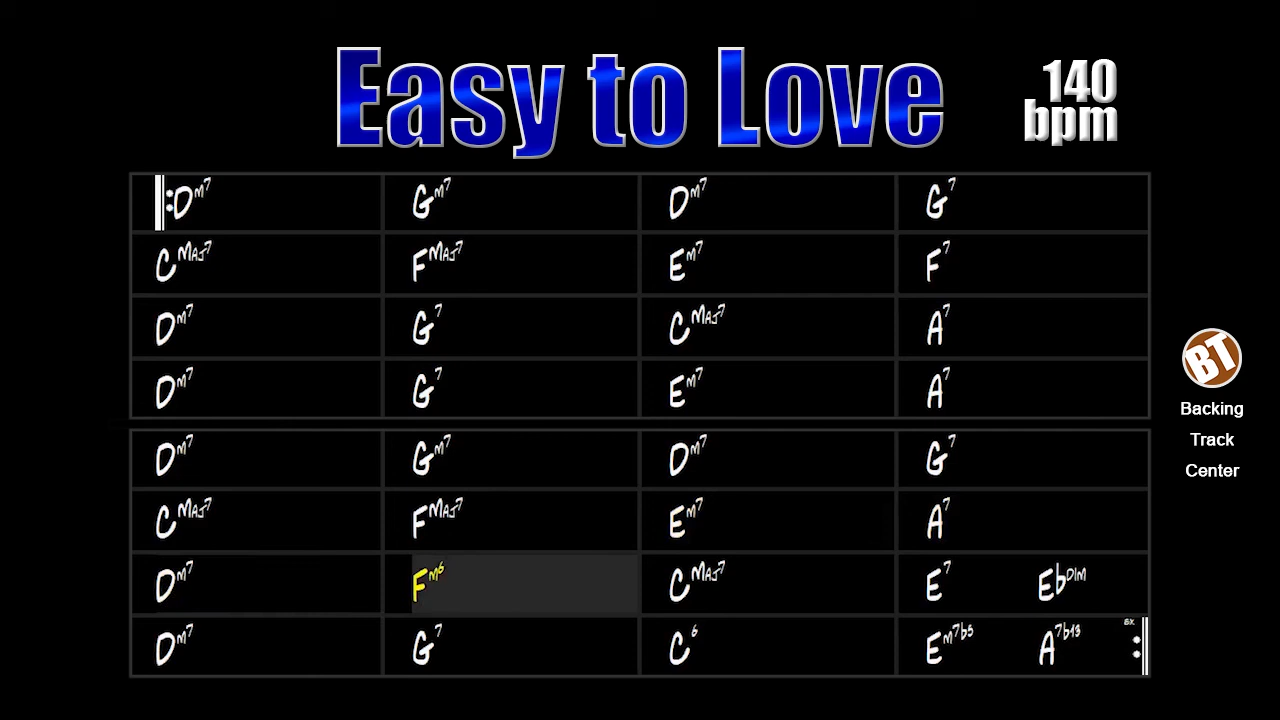 Easy to Love
140
bpm
Dm7 Gm7 Dm7 G7
CMaj7 FMaj7 Em7 F7
Dm7 G7 CMaj7 A7
Dm7 G7 Em7 A7
Dm7 Gm7 Dm7 G7
CMaj7 FMaj7 Em7 A7
Dm7 Fm6 CMaj7 E7 Ebdim
Dm7 G7 C6 Em7b5 A7b13
BT
Backing
Track
Center